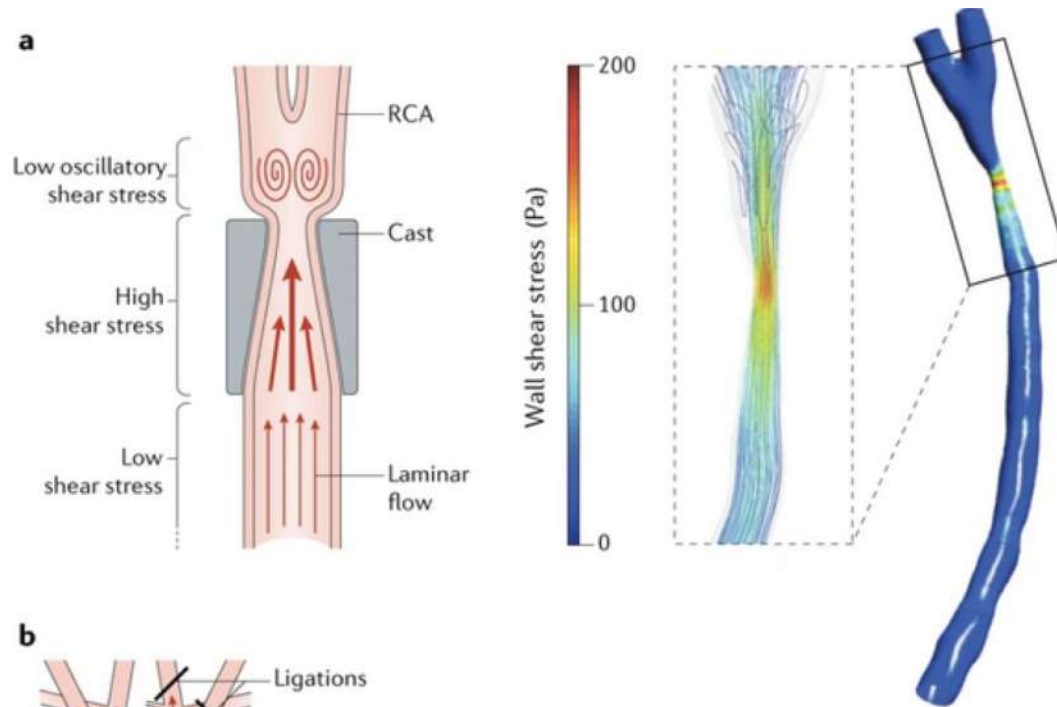 a
RCA
Low oscillatory
shear stress
Cast
High
shear stress
Low
shear stress
Laminar
flow
Wall shear stress (Pa)
200
100
0
b
Ligations